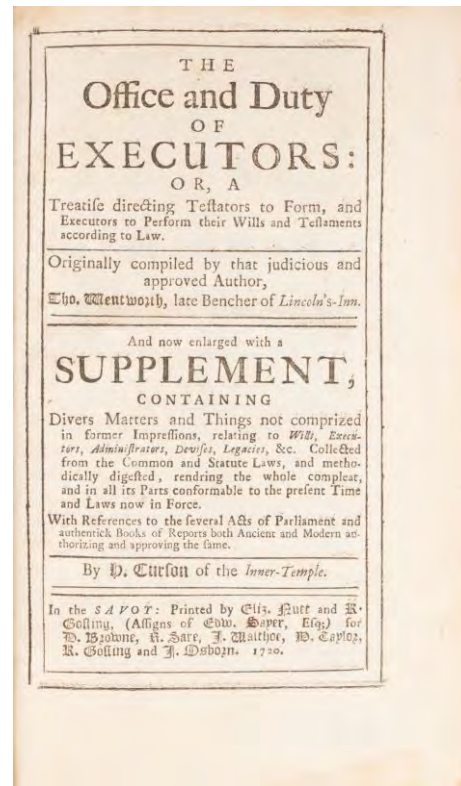 THE
Office and Duty
OF
EXECUTORS:
OR, A
Treatiſe directing Teſtators to Form, and
Executors to Perform their Wills and Teſtaments
according to Law.
Originally compiled by that judicious and
approved Author,
Tho. Wentworth, late Bencher of Lincoln's-Inn.
And now enlarged with a
SUPPLEMENT,
CONTAINING
Divers Matters and Things not comprized
in former Impreſſions, relating to Wills, Execu-
tors, Adminiſtrators, Deviſes, Legacies, &c. Collected
from the Common and Statute Laws, and metho-
dically digeſted, rendring the whole compleat,
and in all its Parts conformable to the preſent Time
and Laws now in Force.
With References to the ſeveral Acts of Parliament and
authentick Books of Reports both Ancient and Modern au-
thorizing and approving the ſame.
By H. Curſon of the Inner-Temple.
In the SAVOY: Printed by Eliz. Nutt and R.
Goſling, (Aſſigns of Edw. Sayer, Eſq;) for
D. Browne, R. Sare, J. Walthoe, W. Taylor,
R. Goſling and J. Oſborn. 1720.